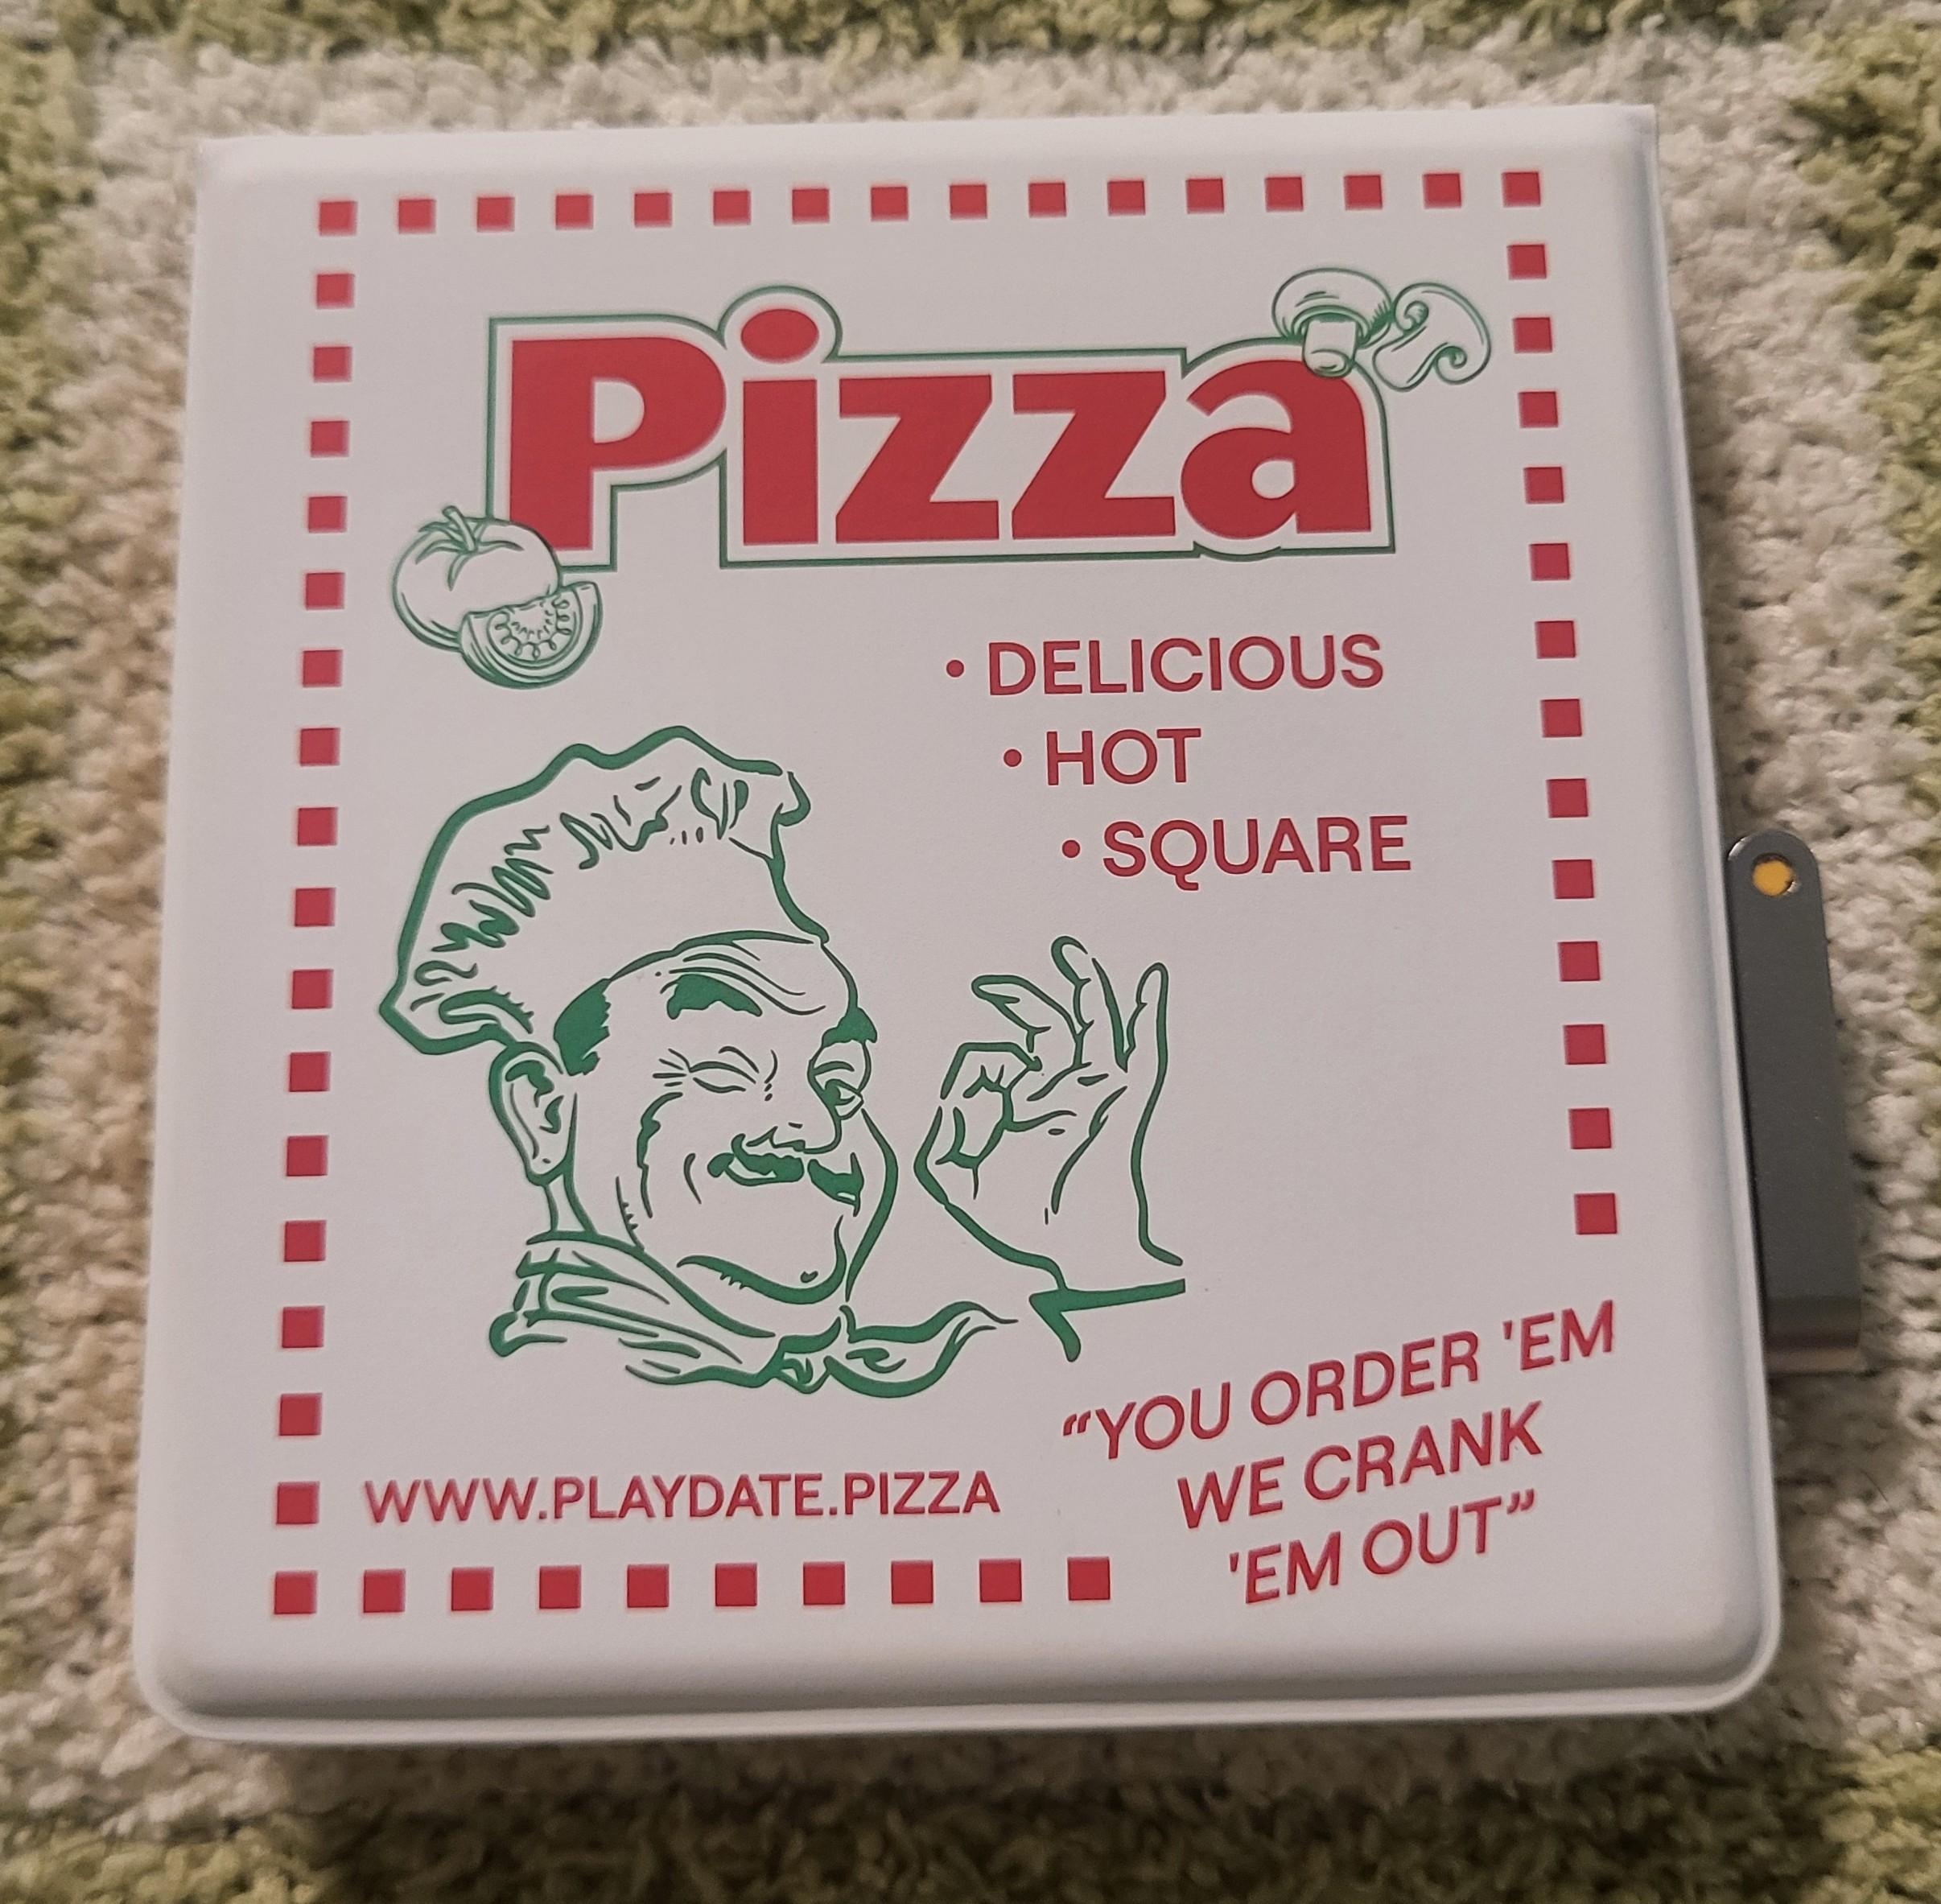 Pizza
• DELICIOUS
• HOT
• SQUARE
“YOU ORDER 'EM
WE CRANK
'EM OUT”
WWW.PLAYDATE.PIZZA